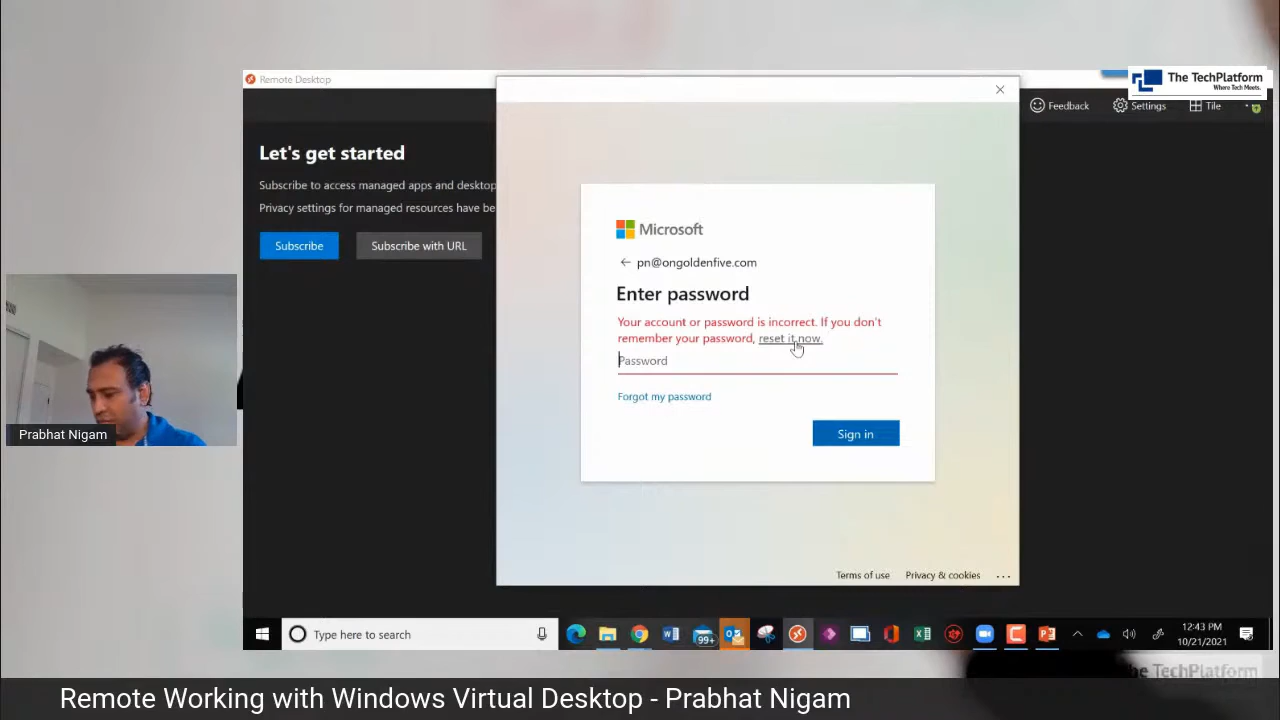 Remote Desktop
The TechPlatform
Where Tech Meets.
Feedback
Settings
Tile
Let's get started
Subscribe to access managed apps and desktop
Privacy settings for managed resources have be
Subscribe
Subscribe with URL
Microsoft
pn@ongoldenfive.com
Enter password
Your account or password is incorrect. If you don't
remember your password, reset it now.
Password
Forgot my password
Sign in
Terms of use
Privacy & cookies
Prabhat Nigam
Type here to search
99+
12:43 PM
10/21/2021
The TechPlatform
Remote Working with Windows Virtual Desktop - Prabhat Nigam